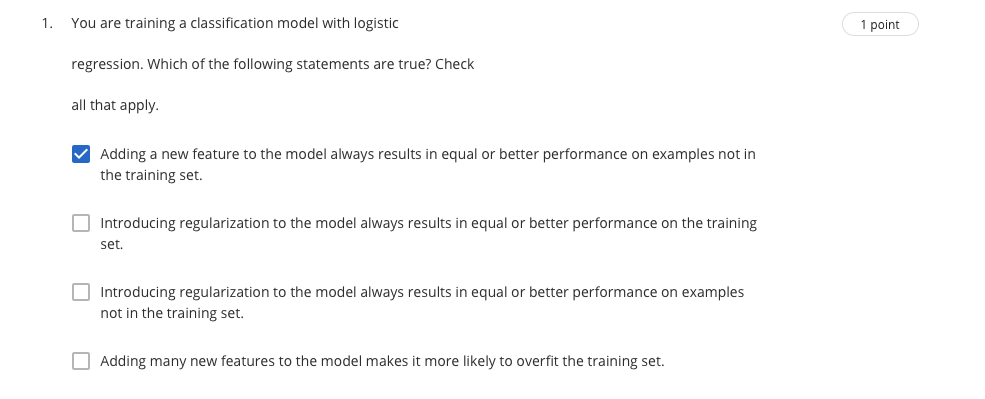 1. You are training a classification model with logistic
1 point
regression. Which of the following statements are true? Check
all that apply.
Adding a new feature to the model always results in equal or better performance on examples not in
the training set.
Introducing regularization to the model always results in equal or better performance on the training
set.
Introducing regularization to the model always results in equal or better performance on examples
not in the training set.
Adding many new features to the model makes it more likely to overfit the training set.